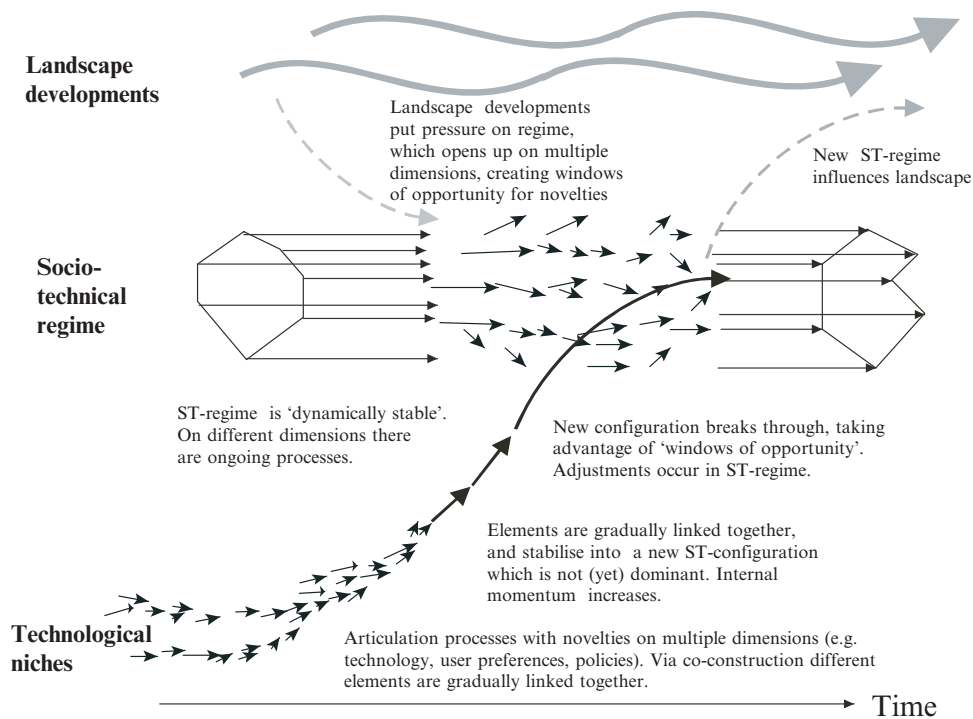 Landscape
developments
Landscape developments
put pressure on regime,
which opens up on multiple
dimensions, creating windows
of opportunity for novelties
New ST-regime
influences landscape
Socio-
technical
regime
ST-regime is ‘dynamically stable’.
On different dimensions there
are ongoing processes.
New configuration breaks through, taking
advantage of ‘windows of opportunity’.
Adjustments occur in ST-regime.
Elements are gradually linked together,
and stabilise into a new ST-configuration
which is not (yet) dominant. Internal
momentum increases.
Technological
niches
Articulation processes with novelties on multiple dimensions (e.g.
technology, user preferences, policies). Via co-construction different
elements are gradually linked together.
Time